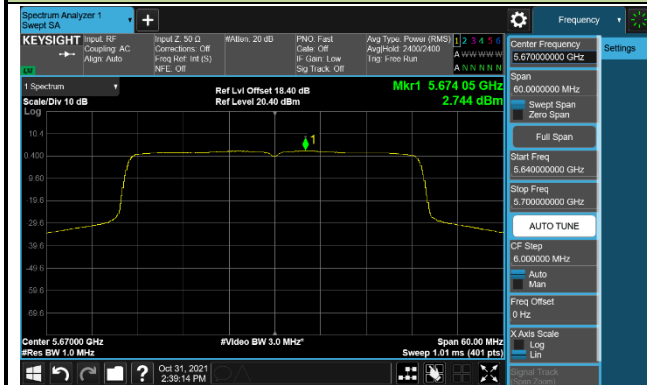 Spectrum Analyzer 1
Swept SA
+
Frequency
KEYSIGHT
Input: RF
Coupling: AC
Align: Auto
Input Z: 50 Ω
Corrections: Off
Freq Ref: Int (S)
NFE: Off
#Atten: 20 dB
PNO: Fast
Gate: Off
IF Gain: Low
Sig Track: Off
Avg Type: Power (RMS)
Avg|Hold: 2400/2400
Trig: Free Run
1 2 3 4 5 6
A W W W W W
A N N N N N
Center Frequency
5.670000000 GHz
Settings
Span
60.0000000 MHz
Swept Span
Zero Span
Full Span
Start Freq
5.640000000 GHz
Stop Freq
5.700000000 GHz
AUTO TUNE
CF Step
6.000000 MHz
Auto
Man
Freq Offset
0 Hz
X Axis Scale
Log
Lin
Signal Track
(Span Zoom)
LW
1 Spectrum
Scale/Div 10 dB
Log
Ref Lvl Offset 18.40 dB
Ref Level 20.40 dBm
Mkr1 5.674 05 GHz
2.744 dBm
1
10.4
0.400
-9.60
-19.6
-29.6
-39.6
-49.6
-59.6
-69.6
Center 5.67000 GHz
#Res BW 1.0 MHz
#Video BW 3.0 MHz*
Span 60.00 MHz
Sweep 1.01 ms (401 pts)
?
Oct 31, 2021
2:39:14 PM